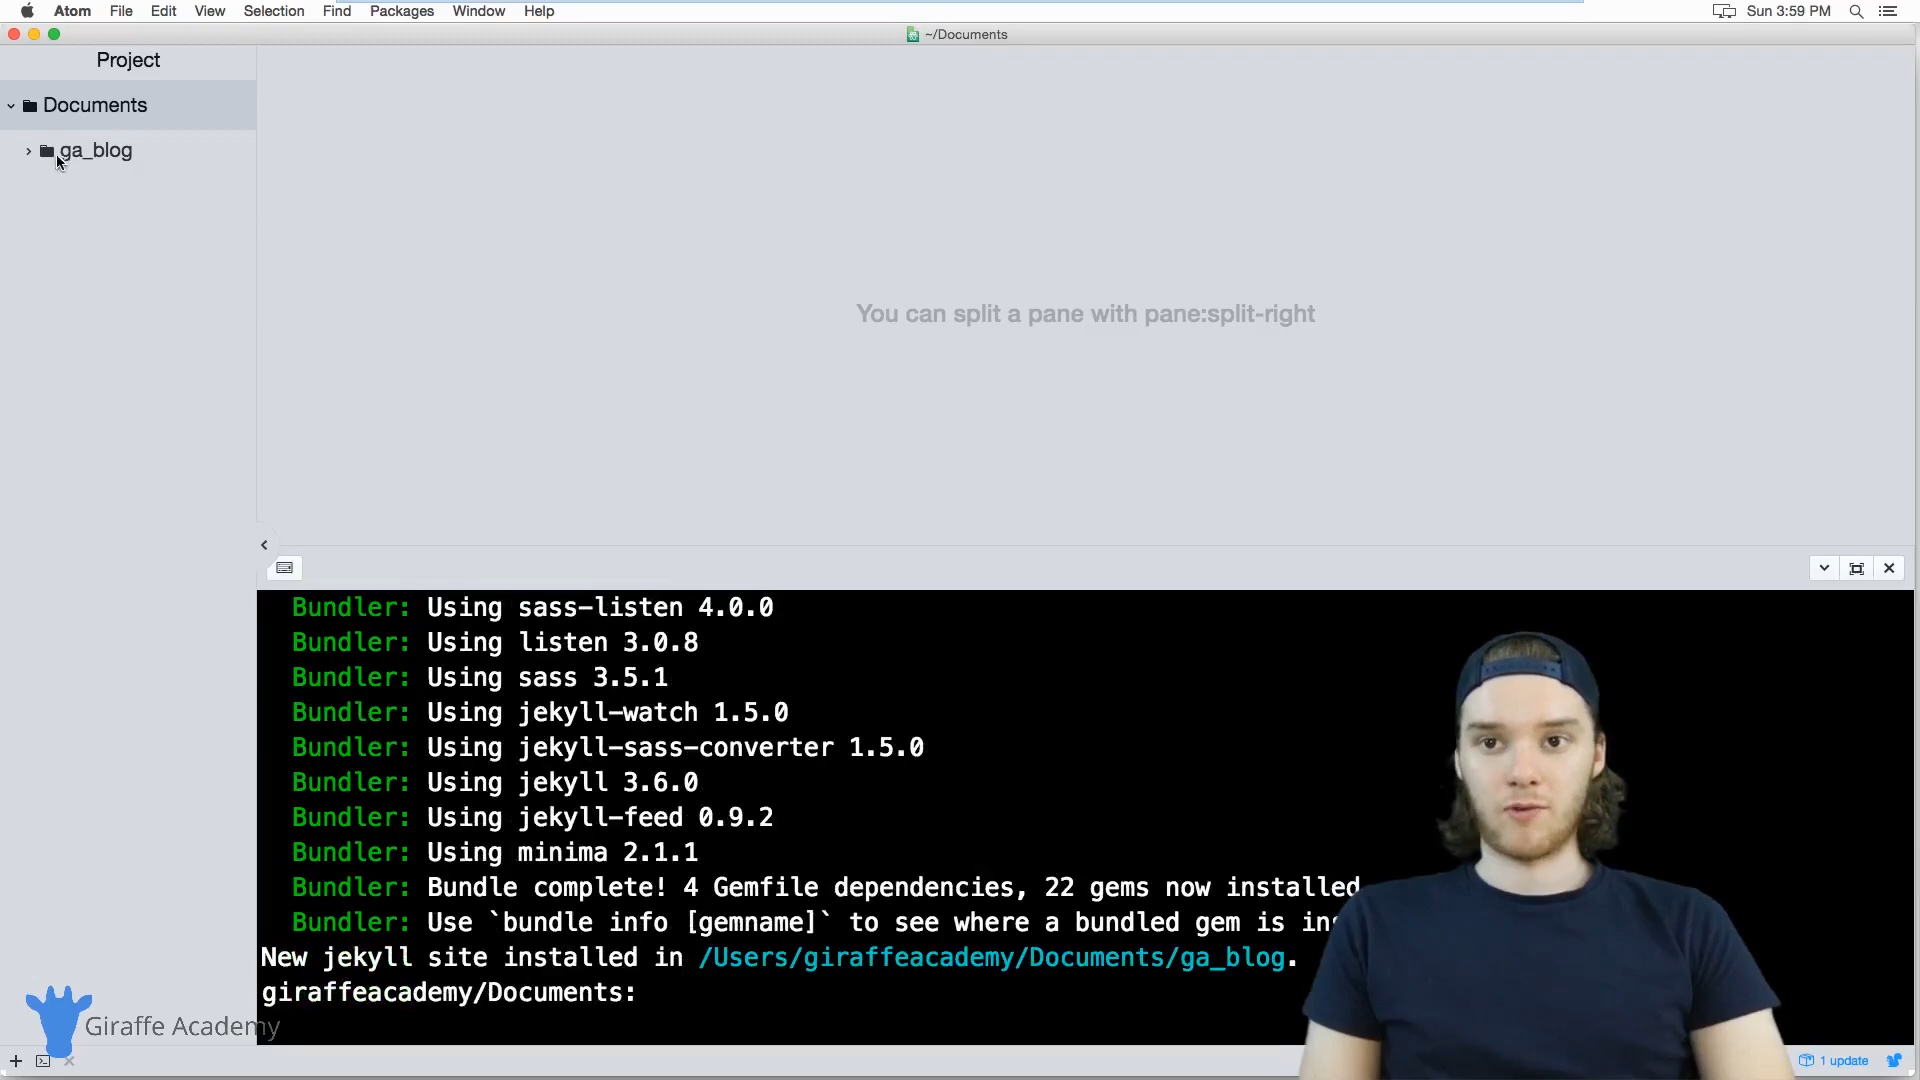 Atom File Edit View Selection Find Packages Window Help Sun 3:59 PM
~/Documents
Project
Documents
ga_blog
You can split a pane with pane:split-right
Bundler: Using sass-listen 4.0.0
Bundler: Using listen 3.0.8
Bundler: Using sass 3.5.1
Bundler: Using jekyll-watch 1.5.0
Bundler: Using jekyll-sass-converter 1.5.0
Bundler: Using jekyll 3.6.0
Bundler: Using jekyll-feed 0.9.2
Bundler: Using minima 2.1.1
Bundler: Bundle complete! 4 Gemfile dependencies, 22 gems now installed
Bundler: Use `bundle info [gemname]` to see where a bundled gem is
New jekyll site installed in /Users/giraffeacademy/Documents/ga_blog.
giraffeacademy/Documents:
Giraffe Academy
1 update